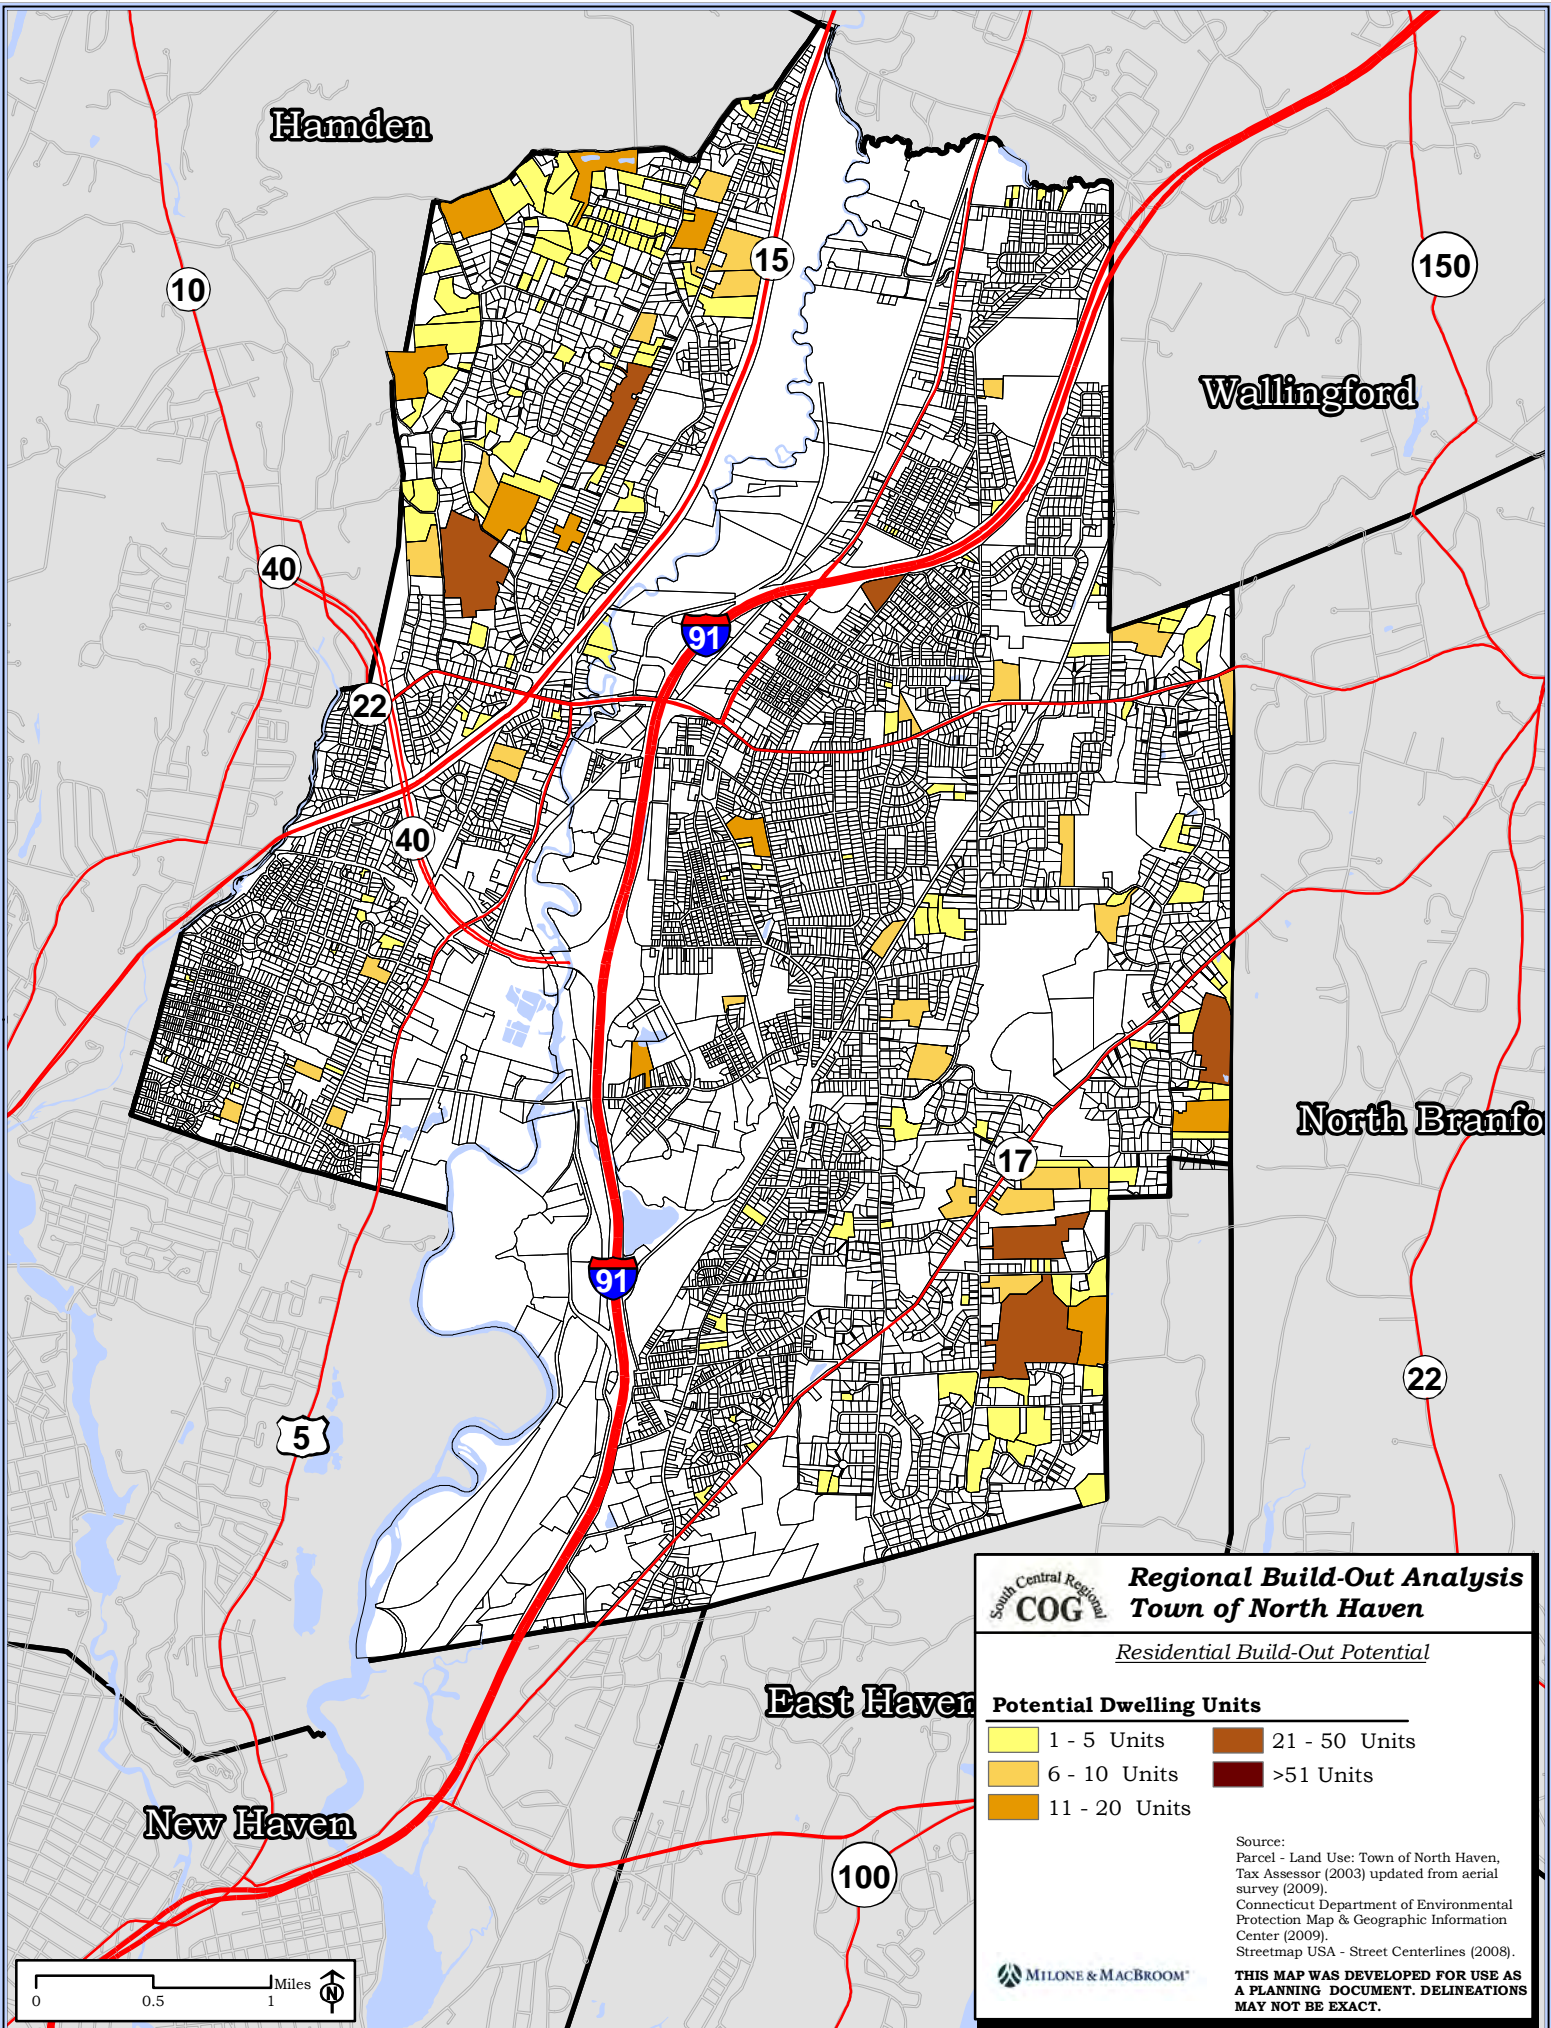 Hamden
15
10
150
Wallingford
40
91
22
40
North Branfo
17
91
22
5
South Central Regional
COG
Regional Build-Out Analysis
Town of North Haven
Residential Build-Out Potential
East Haven
Potential Dwelling Units
1 - 5 Units
21 - 50 Units
6 - 10 Units
>51 Units
11 - 20 Units
New Haven
100
Source:
Parcel - Land Use: Town of North Haven,
Tax Assessor (2003) updated from aerial
survey (2009).
Connecticut Department of Environmental
Protection Map & Geographic Information
Center (2009).
Streetmap USA - Street Centerlines (2008).
MILONE & MACBROOM®
THIS MAP WAS DEVELOPED FOR USE AS
A PLANNING DOCUMENT. DELINEATIONS
MAY NOT BE EXACT.
Miles
0 0.5 1
N